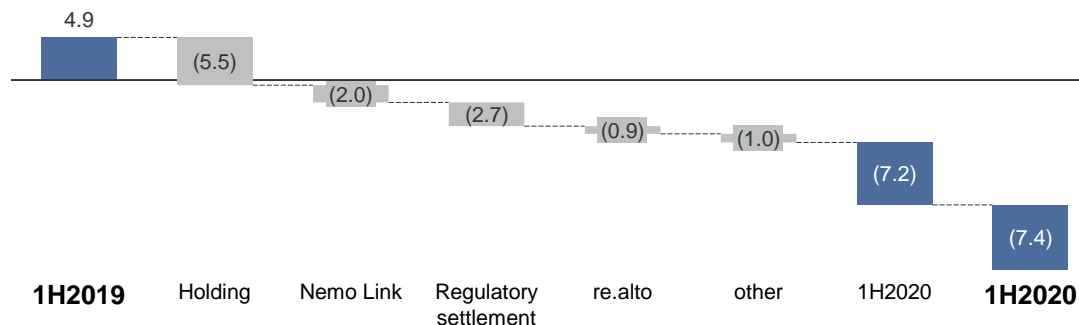 4.9
(5.5)
(2.0)
(2.7)
(0.9)
(1.0)
(7.2)
(7.4)
1H2019
Holding
Nemo Link
Regulatory
settlement
re.alto
other
1H2020
1H2020